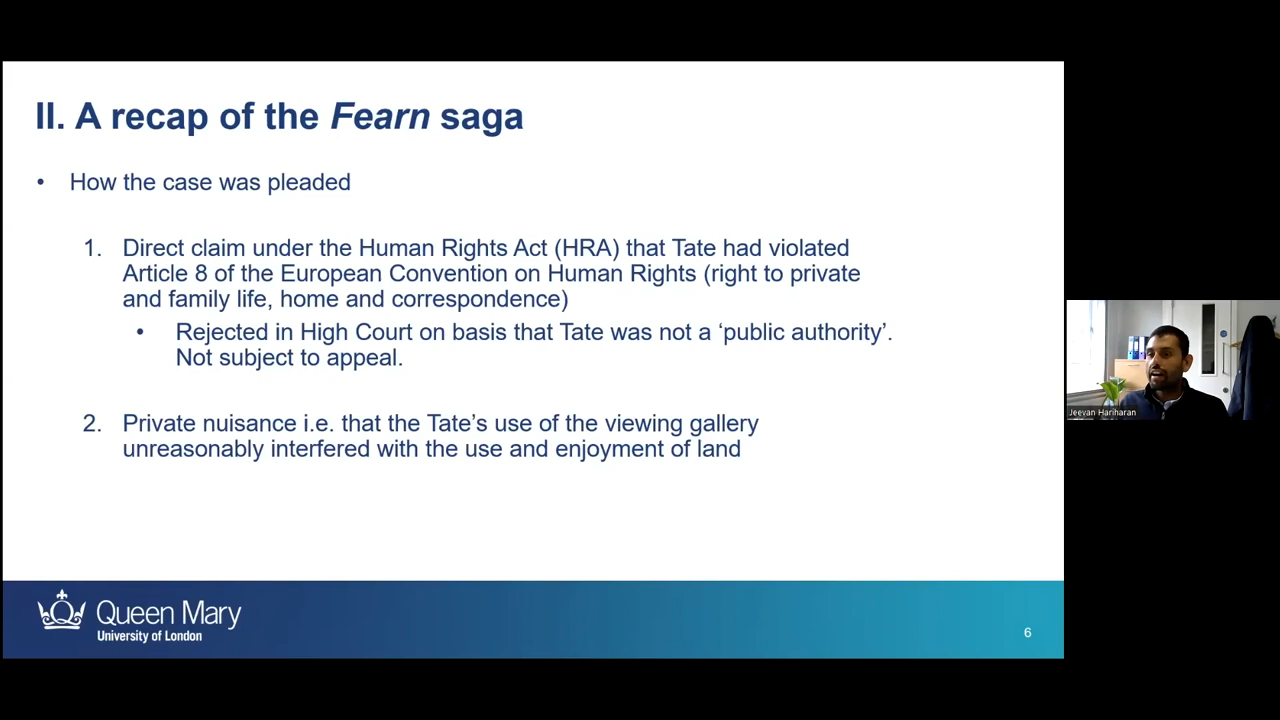 II. A recap of the Fearn saga
• How the case was pleaded
1. Direct claim under the Human Rights Act (HRA) that Tate had violated
Article 8 of the European Convention on Human Rights (right to private
and family life, home and correspondence)
• Rejected in High Court on basis that Tate was not a ‘public authority’.
Not subject to appeal.
2. Private nuisance i.e. that the Tate’s use of the viewing gallery
unreasonably interfered with the use and enjoyment of land
Queen Mary
University of London
6
Jeevan Hariharan